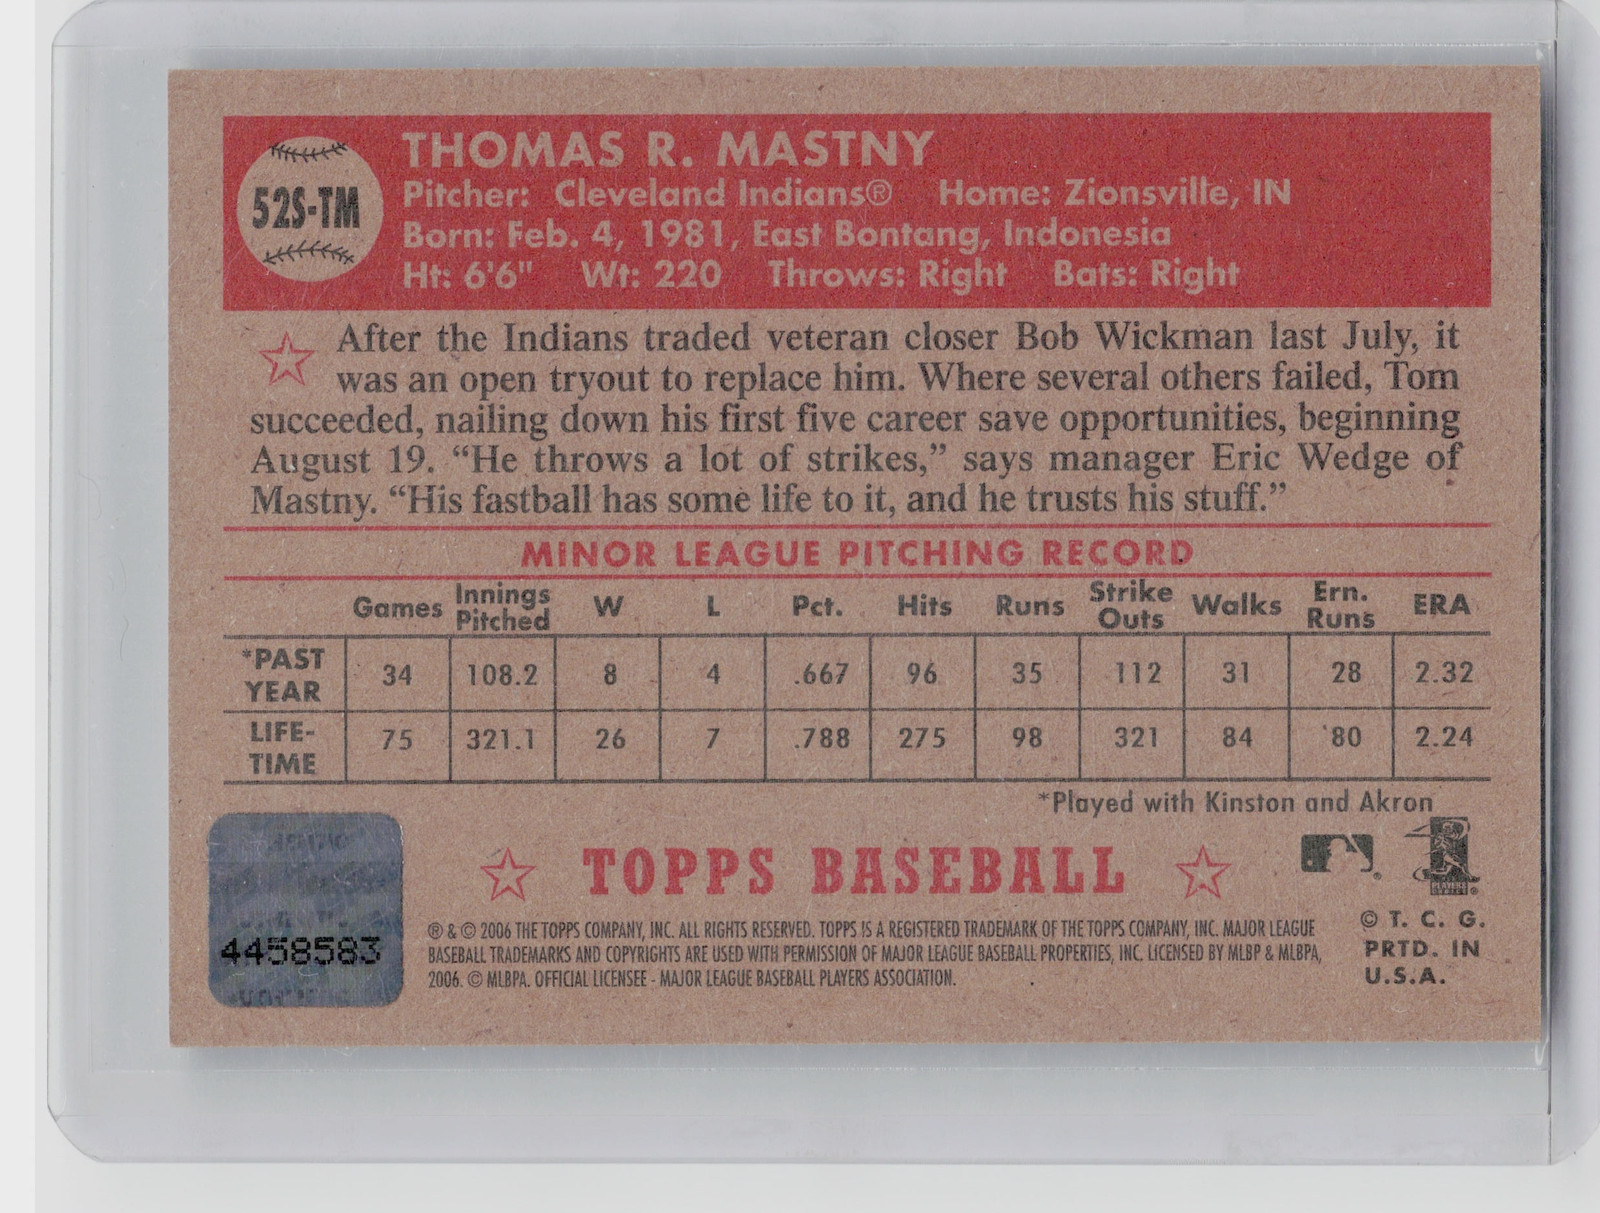 52S-TM
THOMAS R. MASTNY
Pitcher: Cleveland Indians® Home: Zionsville, IN
Born: Feb. 4, 1981, East Bontang, Indonesia
Ht: 6'6" Wt: 220 Throws: Right Bats: Right
After the Indians traded veteran closer Bob Wickman last July, it
was an open tryout to replace him. Where several others failed, Tom
succeeded, nailing down his first five career save opportunities, beginning
August 19. “He throws a lot of strikes,” says manager Eric Wedge of
Mastny. “His fastball has some life to it, and he trusts his stuff.”
MINOR LEAGUE PITCHING RECORD
Games Innings Pitched W L Pct. Hits Runs Strike Outs Walks Ern. Runs ERA
*PAST YEAR 34 108.2 8 4 .667 96 35 112 31 28 2.32
LIFE-TIME 75 321.1 26 7 .788 275 98 321 84 80 2.24
*Played with Kinston and Akron
TOPPS BASEBALL
4458583
® & © 2006 THE TOPPS COMPANY, INC. ALL RIGHTS RESERVED. TOPPS IS A REGISTERED TRADEMARK OF THE TOPPS COMPANY, INC. MAJOR LEAGUE
BASEBALL TRADEMARKS AND COPYRIGHTS ARE USED WITH PERMISSION OF MAJOR LEAGUE BASEBALL PROPERTIES, INC. LICENSED BY MLBP & MLBPA,
2006. © MLBPA. OFFICIAL LICENSEE - MAJOR LEAGUE BASEBALL PLAYERS ASSOCIATION.
© T. C. G.
PRTD. IN
U.S.A.